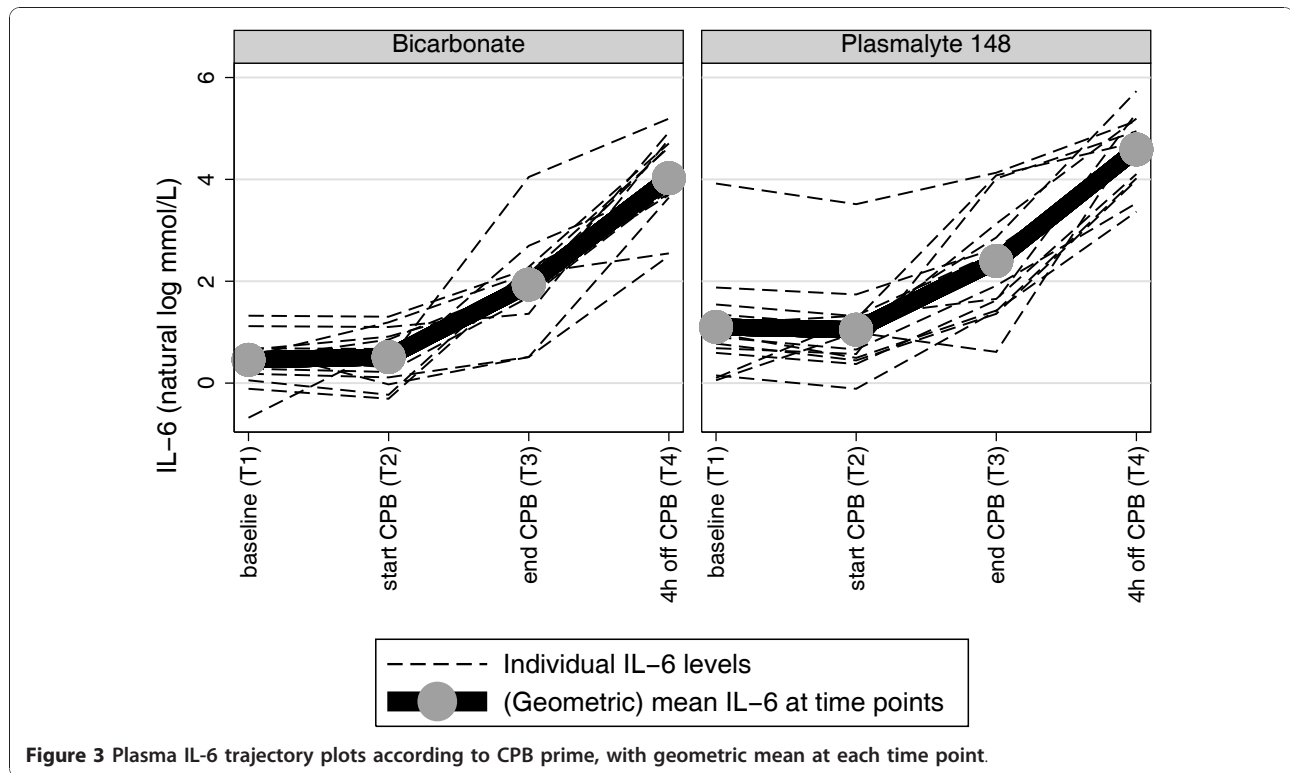 Bicarbonate
Plasmalyte 148
IL−6 (natural log mmol/L)
6
4
2
0
baseline (T1)
start CPB (T2)
end CPB (T3)
4h off CPB (T4)
baseline (T1)
start CPB (T2)
end CPB (T3)
4h off CPB (T4)
Individual IL−6 levels
(Geometric) mean IL−6 at time points
Figure 3 Plasma IL-6 trajectory plots according to CPB prime, with geometric mean at each time point.